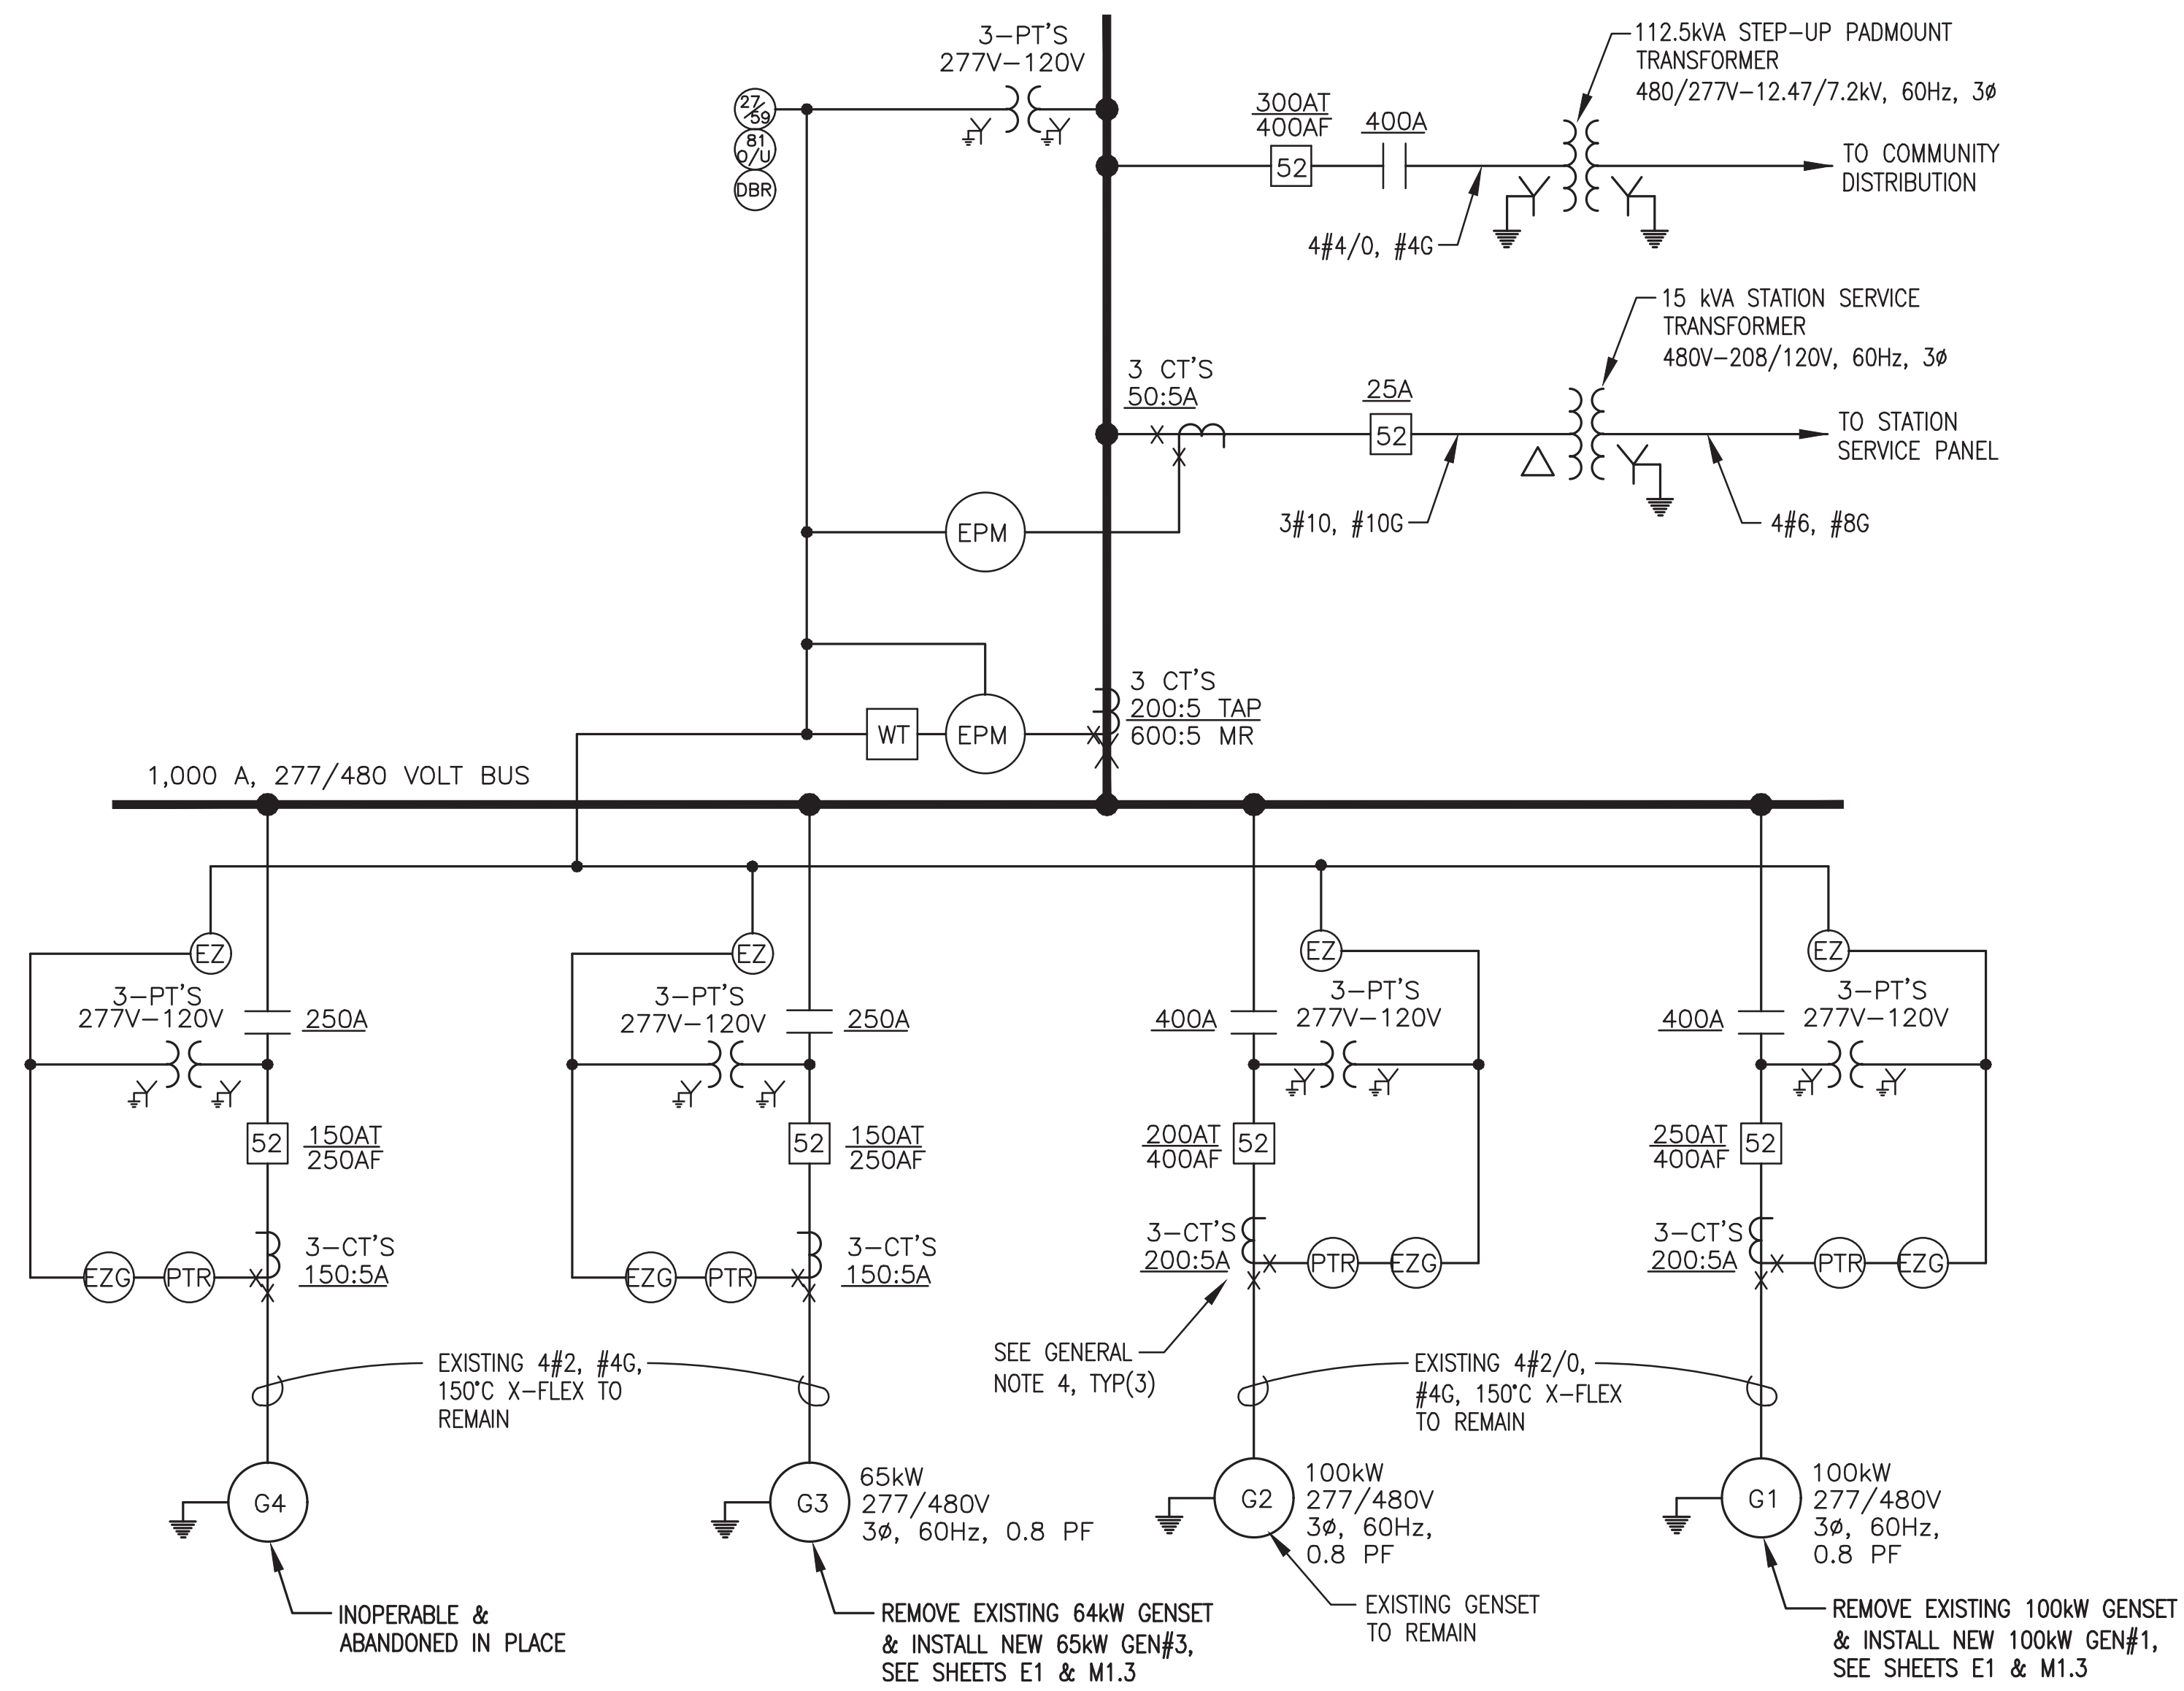 3-PT'S
277V-120V
27/59
81
O/U
DBR
300AT
400AF
400A
52
4#4/0, #4G
112.5kVA STEP-UP PADMOUNT
TRANSFORMER
480/277V-12.47/7.2kV, 60Hz, 3ø
TO COMMUNITY
DISTRIBUTION
15 kVA STATION SERVICE
TRANSFORMER
480V-208/120V, 60Hz, 3ø
3 CT'S
50:5A
25A
52
TO STATION
SERVICE PANEL
3#10, #10G
4#6, #8G
EPM
3 CT'S
200:5 TAP
600:5 MR
WT
EPM
1,000 A, 277/480 VOLT BUS
EZ
3-PT'S
277V-120V
250A
52
150AT
250AF
EZG
PTR
3-CT'S
150:5A
EZ
3-PT'S
277V-120V
250A
52
150AT
250AF
EZG
PTR
3-CT'S
150:5A
EZ
400A
3-PT'S
277V-120V
200AT
400AF
52
3-CT'S
200:5A
PTR
EZG
EZ
400A
3-PT'S
277V-120V
250AT
400AF
52
3-CT'S
200:5A
PTR
EZG
EXISTING 4#2, #4G,
150°C X-FLEX TO
REMAIN
SEE GENERAL
NOTE 4, TYP(3)
EXISTING 4#2/0,
#4G, 150°C X-FLEX
TO REMAIN
G4
INOPERABLE &
ABANDONED IN PLACE
G3
65kW
277/480V
3ø, 60Hz, 0.8 PF
REMOVE EXISTING 64kW GENSET
& INSTALL NEW 65kW GEN#3,
SEE SHEETS E1 & M1.3
G2
100kW
277/480V
3ø, 60Hz,
0.8 PF
EXISTING GENSET
TO REMAIN
G1
100kW
277/480V
3ø, 60Hz,
0.8 PF
REMOVE EXISTING 100kW GENSET
& INSTALL NEW 100kW GEN#1,
SEE SHEETS E1 & M1.3